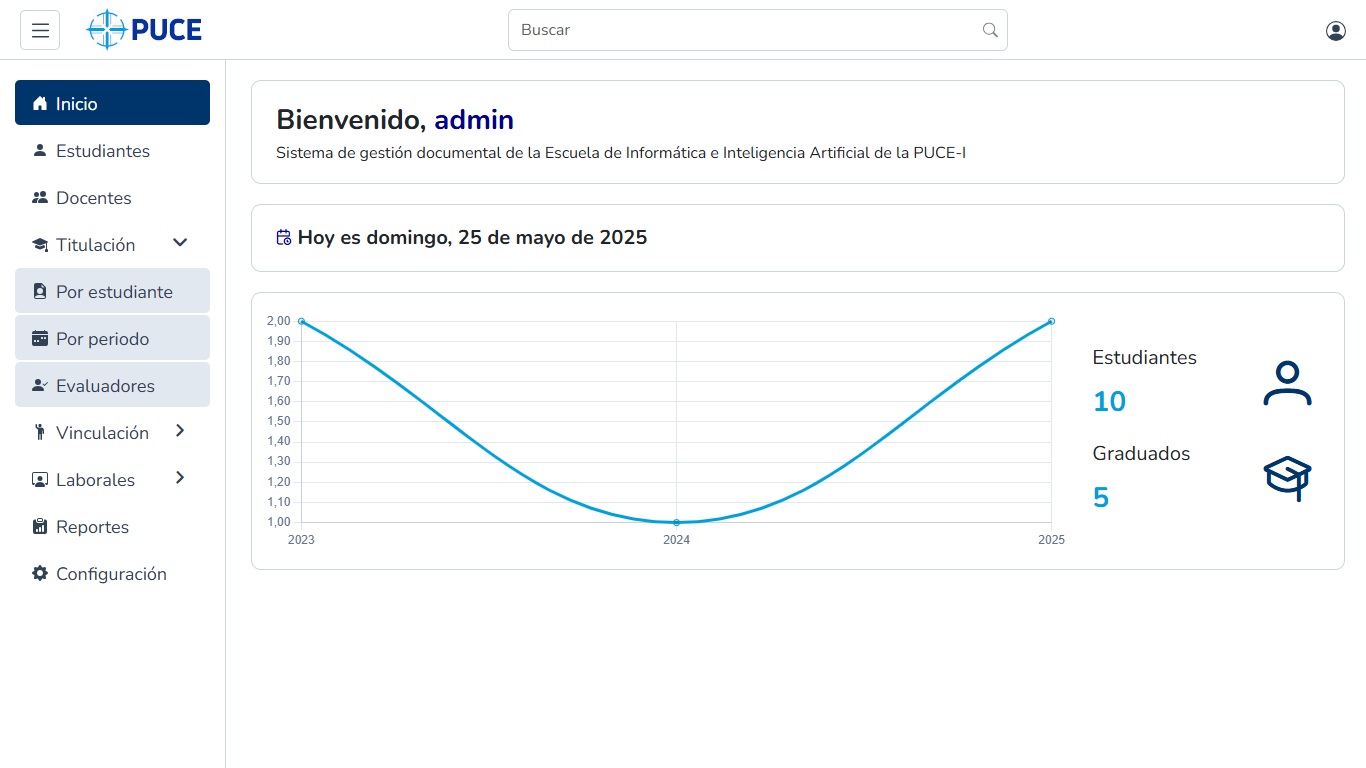 PUCE
Buscar
Inicio
Estudiantes
Docentes
Titulación
Por estudiante
Por periodo
Evaluadores
Vinculación
Laborales
Reportes
Configuración
Bienvenido, admin
Sistema de gestión documental de la Escuela de Informática e Inteligencia Artificial de la PUCE-I
Hoy es domingo, 25 de mayo de 2025
2,00
1,90
1,80
1,70
1,60
1,50
1,40
1,30
1,20
1,10
1,00
2023 2024 2025
Estudiantes
10
Graduados
5